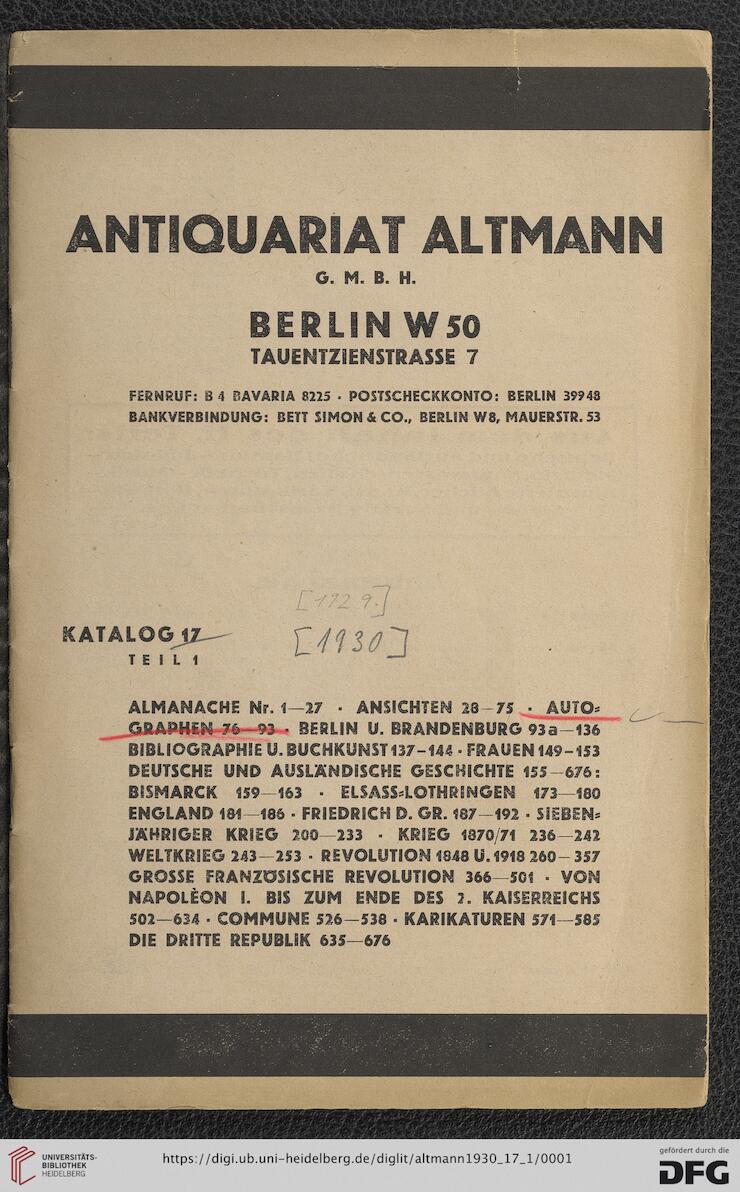 ANTIQUARIAT ALTMANN
G. M. B. H.
BERLIN W 50
TAUENTZIENSTRASSE 7
FERNRUF: B 4 BAVARIA 8225 · POSTSCHECKKONTO: BERLIN 39948
BANKVERBINDUNG: BETT SIMON & CO., BERLIN W8, MAUERSTR. 53
[1929.]
KATALOG 17
[1930]
TEIL 1
ALMANACHE Nr. 1—27 · ANSICHTEN 28—75 · AUTO=
GRAPHEN 76—93 · BERLIN U. BRANDENBURG 93a—136
BIBLIOGRAPHIE U. BUCHKUNST 137-144 · FRAUEN 149-153
DEUTSCHE UND AUSLÄNDISCHE GESCHICHTE 155—676:
BISMARCK 159—163 · ELSASS=LOTHRINGEN 173—180
ENGLAND 181—186 · FRIEDRICH D. GR. 187—192 · SIEBEN=
JÄHRIGER KRIEG 200—233 · KRIEG 1870/71 236—242
WELTKRIEG 243—253 · REVOLUTION 1848 U. 1918 260—357
GROSSE FRANZÖSISCHE REVOLUTION 366—501 · VON
NAPOLÈON I. BIS ZUM ENDE DES 2. KAISERREICHS
502—634 · COMMUNE 526—538 · KARIKATUREN 571—585
DIE DRITTE REPUBLIK 635—676
UNIVERSITÄTS-
BIBLIOTHEK
HEIDELBERG
https://digi.ub.uni-heidelberg.de/diglit/altmann1930_17_1/0001
gefördert durch die
DFG